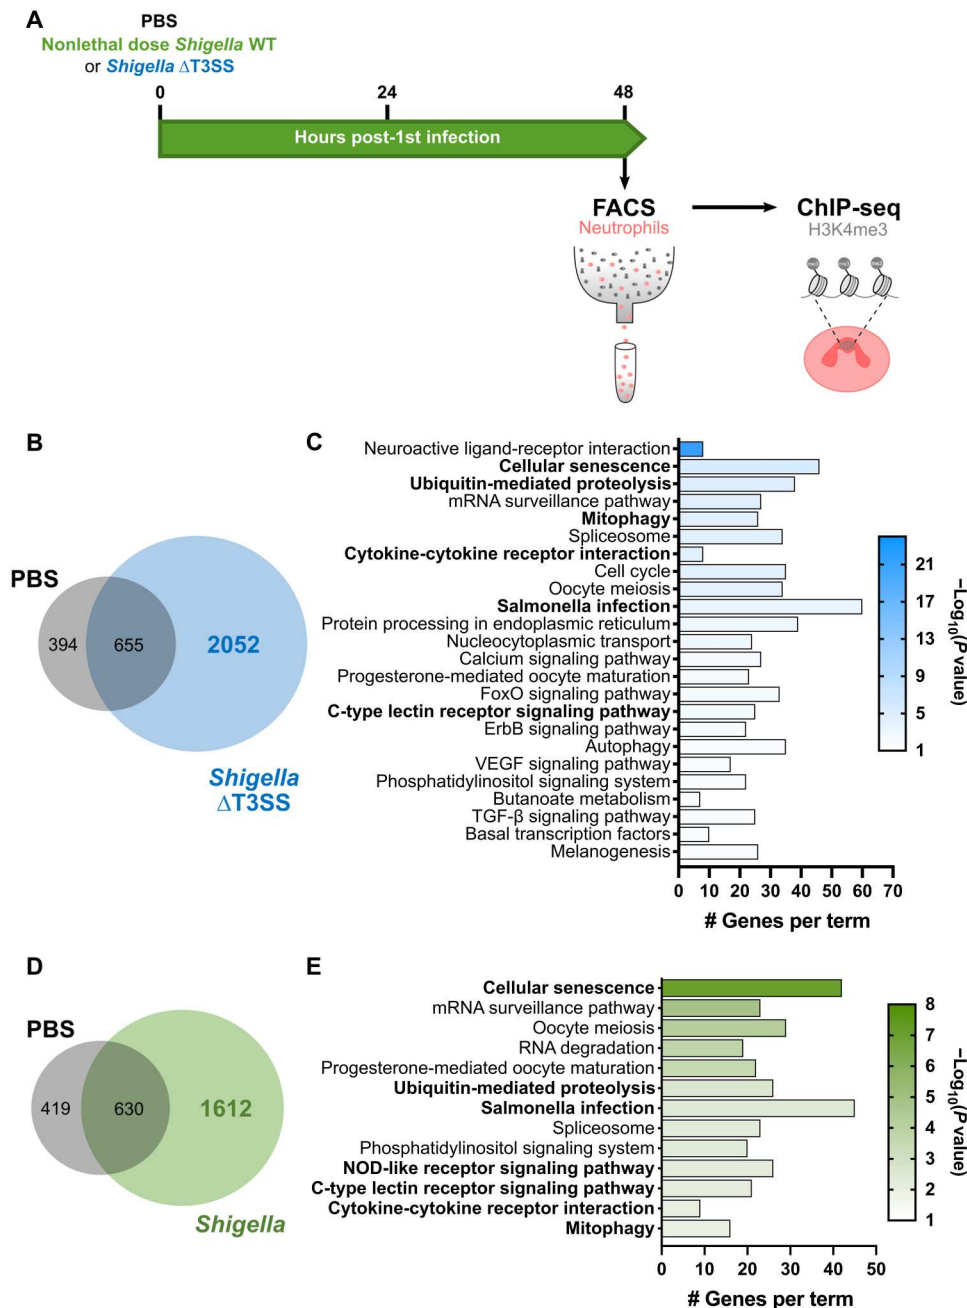 A
PBS
Nonlethal dose Shigella WT
or Shigella ΔT3SS
0 24 48
Hours post-1st infection
FACS
Neutrophils
ChIP-seq
H3K4me3
me3 me3 me3
B
PBS
394 655 2052
Shigella
ΔT3SS
C
Neuroactive ligand-receptor interaction
Cellular senescence
Ubiquitin-mediated proteolysis
mRNA surveillance pathway
Mitophagy
Spliceosome
Cytokine-cytokine receptor interaction
Cell cycle
Oocyte meiosis
Salmonella infection
Protein processing in endoplasmic reticulum
Nucleocytoplasmic transport
Calcium signaling pathway
Progesterone-mediated oocyte maturation
FoxO signaling pathway
C-type lectin receptor signaling pathway
ErbB signaling pathway
Autophagy
VEGF signaling pathway
Phosphatidylinositol signaling system
Butanoate metabolism
TGF-β signaling pathway
Basal transcription factors
Melanogenesis
0 10 20 30 40 50 60 70
# Genes per term
21
17
13
9
5
1
–Log10(P value)
D
PBS
419 630 1612
Shigella
E
Cellular senescence
mRNA surveillance pathway
Oocyte meiosis
RNA degradation
Progesterone-mediated oocyte maturation
Ubiquitin-mediated proteolysis
Salmonella infection
Spliceosome
Phosphatidylinositol signaling system
NOD-like receptor signaling pathway
C-type lectin receptor signaling pathway
Cytokine-cytokine receptor interaction
Mitophagy
0 10 20 30 40 50
# Genes per term
8
7
6
5
4
3
2
1
–Log10(P value)